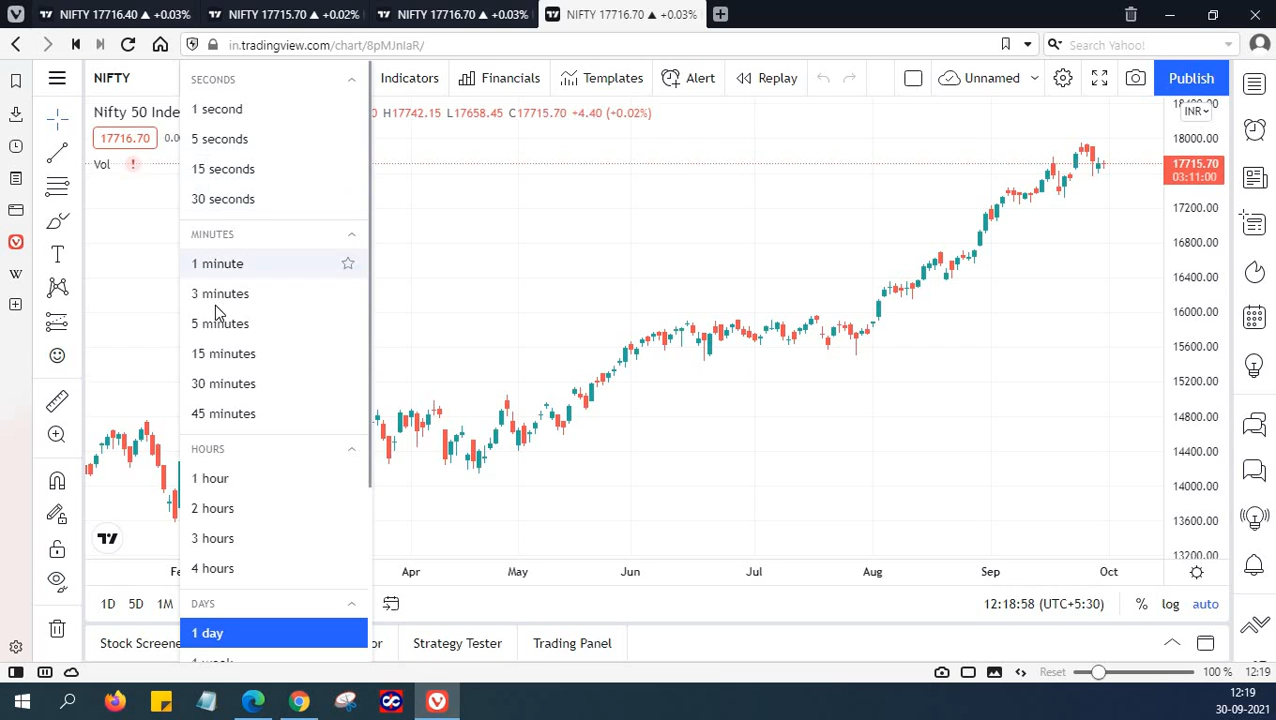 NIFTY 17716.40 ▲ +0.03%
NIFTY 17715.70 ▲ +0.02%
NIFTY 17716.70 ▲ +0.03%
NIFTY 17716.70 ▲ +0.03%
in.tradingview.com/chart/8pMJnIaR/
Search Yahoo!
NIFTY
Indicators
Financials
Templates
Alert
Replay
Unnamed
Publish
Nifty 50 Inde
H17742.15 L17658.45 C17715.70 +4.40 (+0.02%)
17716.70
Vol
SECONDS
1 second
5 seconds
15 seconds
30 seconds
MINUTES
1 minute
3 minutes
5 minutes
15 minutes
30 minutes
45 minutes
HOURS
1 hour
2 hours
3 hours
4 hours
DAYS
1 day
INR
18000.00
17715.70
03:11:00
17200.00
16800.00
16400.00
16000.00
15600.00
15200.00
14800.00
14400.00
14000.00
13600.00
13200.00
Apr May Jun Jul Aug Sep Oct
1D 5D 1M
12:18:58 (UTC+5:30) % log auto
Stock Screene
Strategy Tester
Trading Panel
Reset 100 % 12:19
12:19
30-09-2021